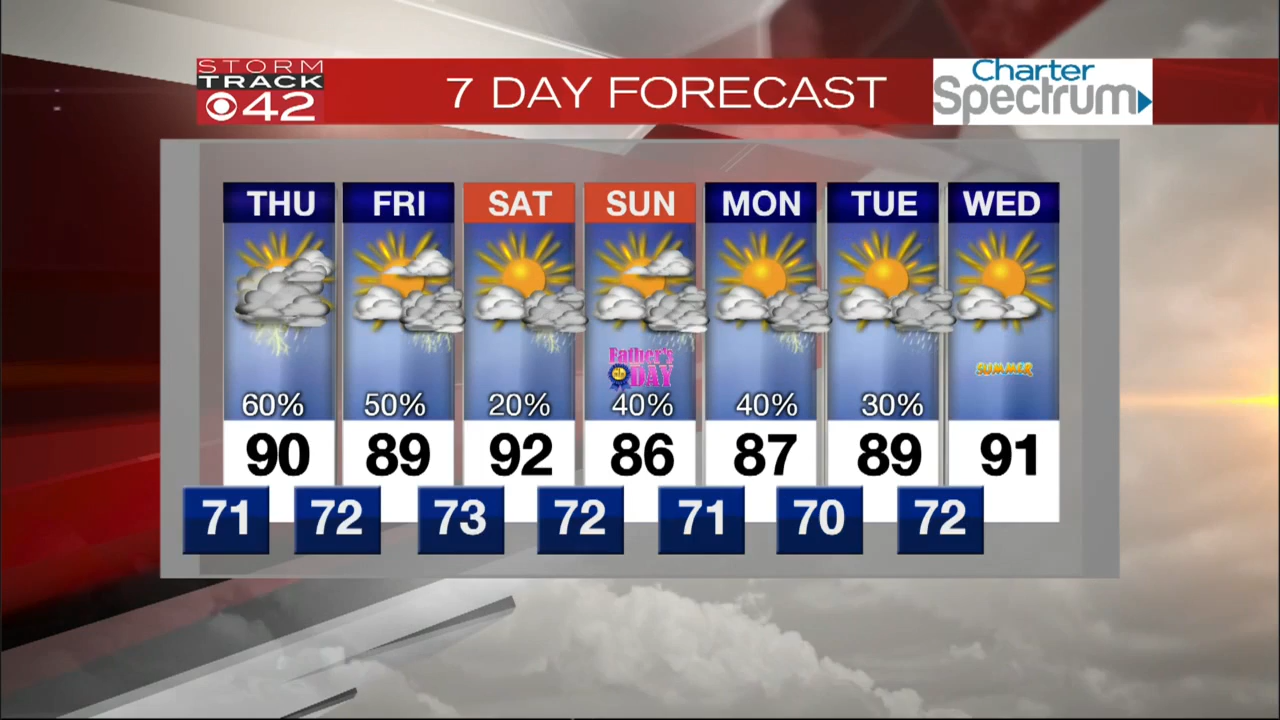 STORM
TRACK
42
7 DAY FORECAST
Charter
Spectrum
THU FRI SAT SUN MON TUE WED
Father's
DAY
SUMMER
60% 50% 20% 40% 40% 30%
90 89 92 86 87 89 91
71 72 73 72 71 70 72